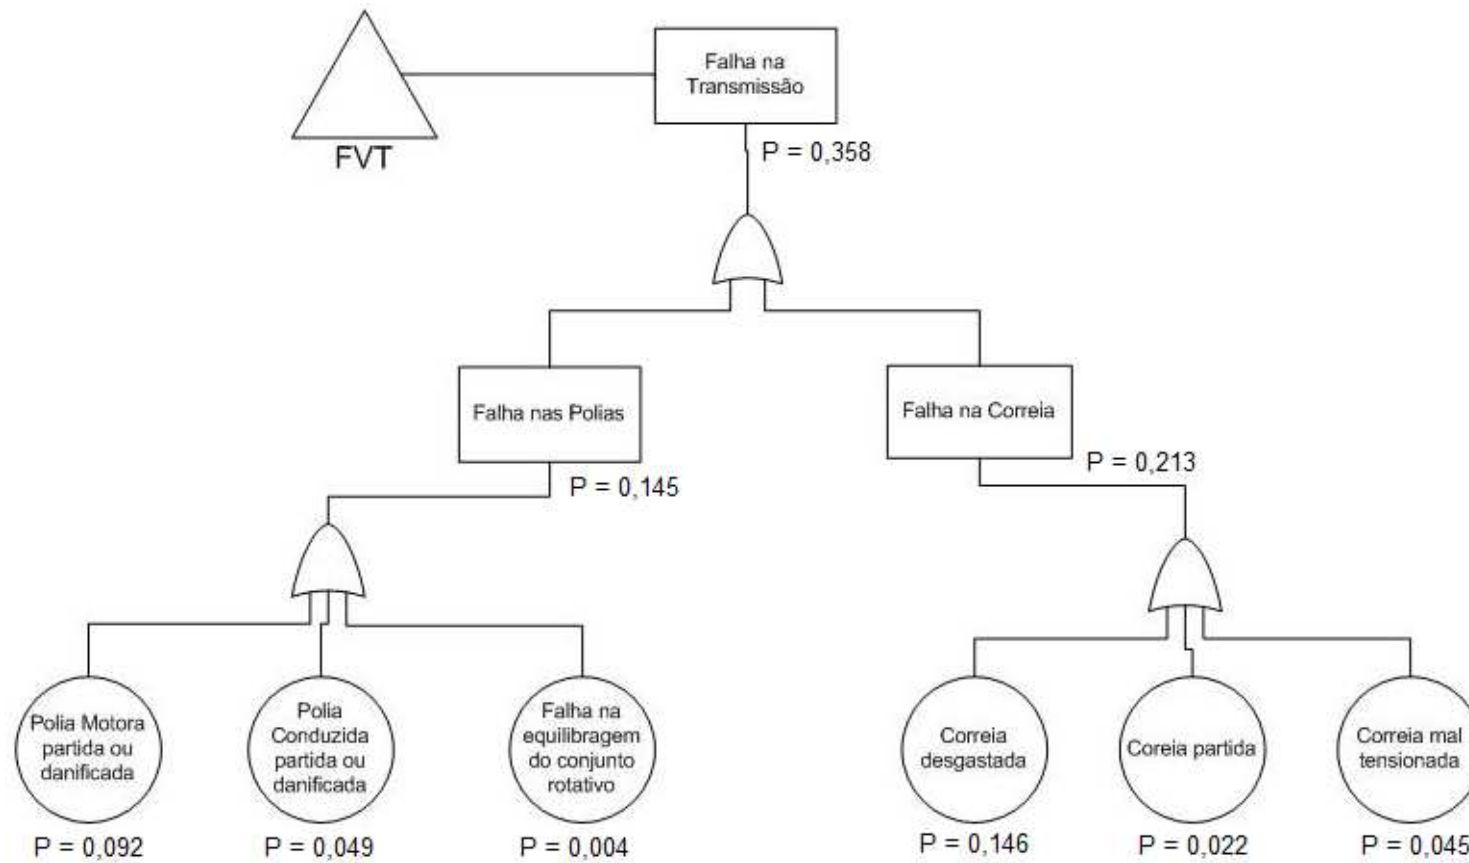 Falha na
Transmissão
FVT
P = 0,358
Falha nas Polias
Falha na Correia
P = 0,145
P = 0,213
Polia Motora
partida ou
danificada
Polia
Conduzida
partida ou
danificada
Falha na
equilibragem
do conjunto
rotativo
Correia
desgastada
Coreia partida
Correia mal
tensionada
P = 0,092
P = 0,049
P = 0,004
P = 0,146
P = 0,022
P = 0,045